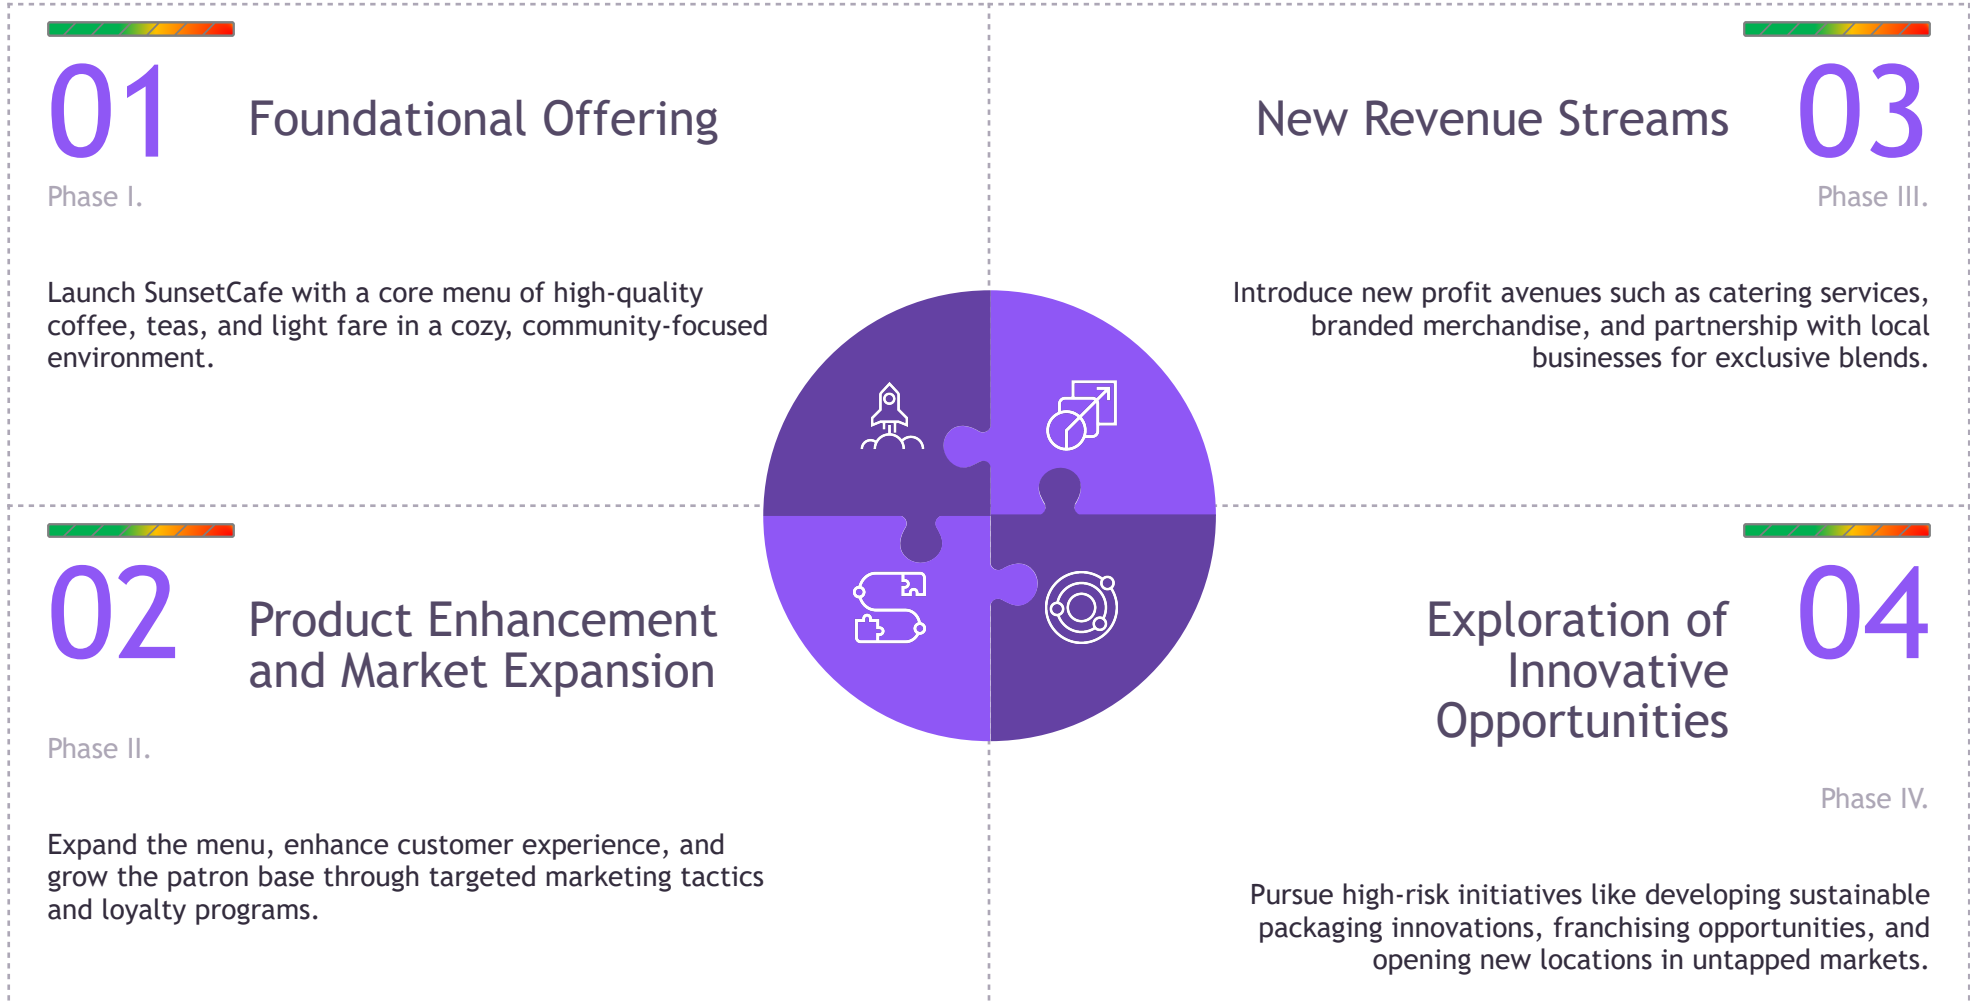 01
Foundational Offering
Phase I.
Launch SunsetCafe with a core menu of high-quality
coffee, teas, and light fare in a cozy, community-focused
environment.
02
Product Enhancement
and Market Expansion
Phase II.
Expand the menu, enhance customer experience, and
grow the patron base through targeted marketing tactics
and loyalty programs.
New Revenue Streams
03
Phase III.
Introduce new profit avenues such as catering services,
branded merchandise, and partnership with local
businesses for exclusive blends.
Exploration of
Innovative
Opportunities
04
Phase IV.
Pursue high-risk initiatives like developing sustainable
packaging innovations, franchising opportunities, and
opening new locations in untapped markets.